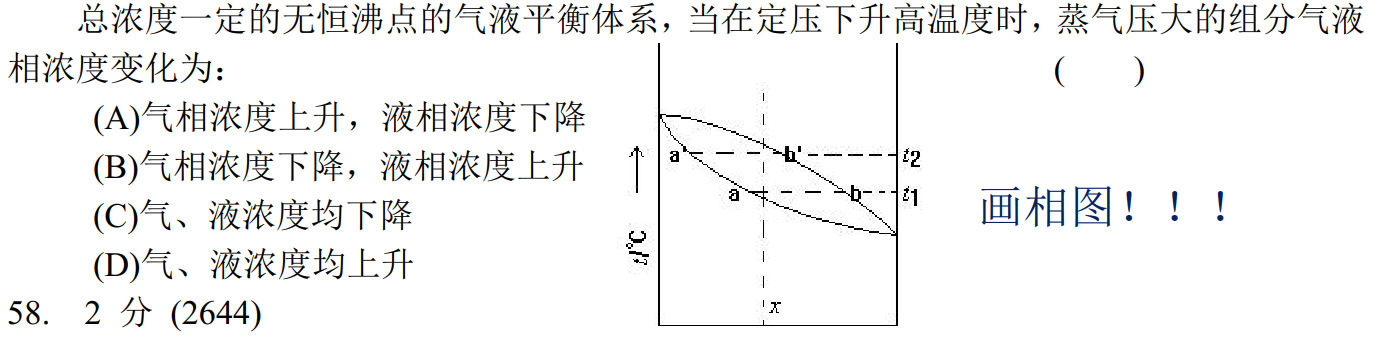 总浓度一定的无恒沸点的气液平衡体系，当在定压下升高温度时，蒸气压大的组分气液
相浓度变化为： ( )
(A)气相浓度上升，液相浓度下降
(B)气相浓度下降，液相浓度上升
(C)气、液浓度均下降
(D)气、液浓度均上升
58. 2 分 (2644)
a' b' t2
a b t1
t/℃
x
画相图！！！